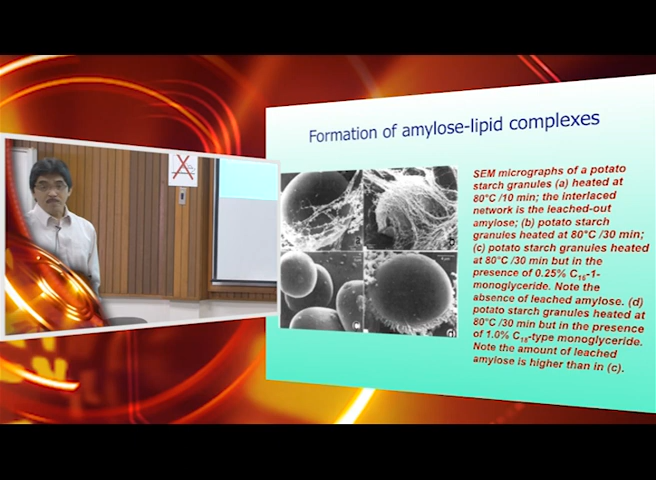 Formation of amylose-lipid complexes
SEM micrographs of a potato
starch granules (a) heated at
80°C /10 min; the interlaced
network is the leached-out
amylose; (b) potato starch
granules heated at 80°C /30 min;
(c) potato starch granules heated
at 80°C /30 min but in the
presence of 0.25% C16-1-
monoglyceride. Note the
absence of leached amylose. (d)
potato starch granules heated at
80°C /30 min but in the presence
of 1.0% C18-type monoglyceride.
Note the amount of leached
amylose is higher than in (c).